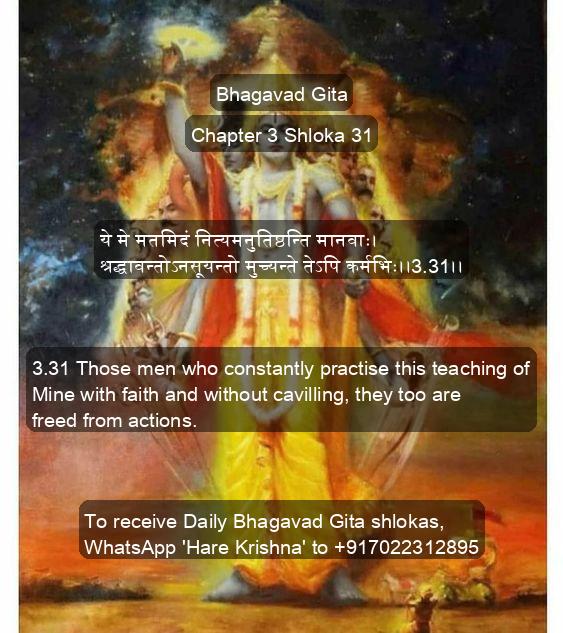 Bhagavad Gita
Chapter 3 Shloka 31
ये मे मतमिदं नित्यमनुतिष्ठन्ति मानवाः।
श्रद्धावन्तोऽनसूयन्तो मुच्यन्ते तेऽपि कर्मभिः।।3.31।।
3.31 Those men who constantly practise this teaching of
Mine with faith and without cavilling, they too are
freed from actions.
To receive Daily Bhagavad Gita shlokas,
WhatsApp 'Hare Krishna' to +917022312895